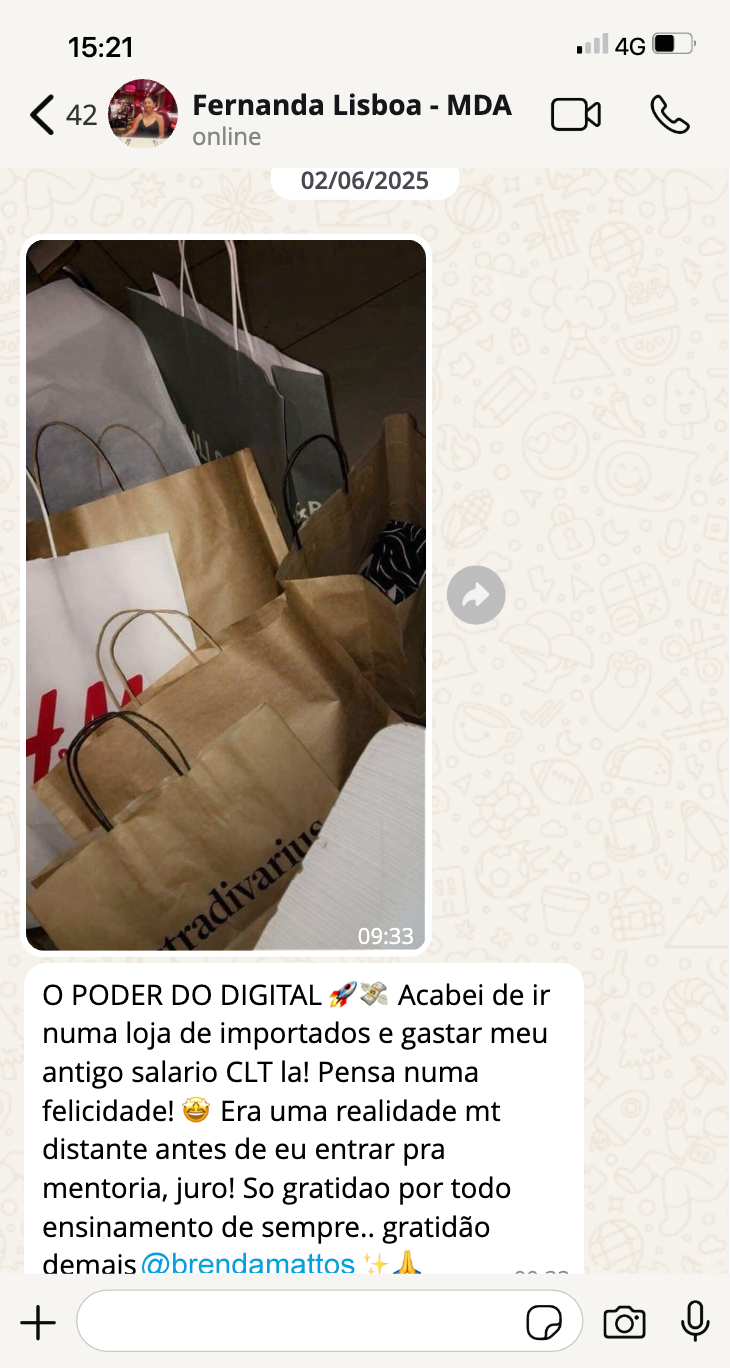 15:21
4G
42
Fernanda Lisboa - MDA
online
02/06/2025
H&M
stradivarius
09:33
O PODER DO DIGITAL 🚀💸 Acabei de ir
numa loja de importados e gastar meu
antigo salario CLT la! Pensa numa
felicidade! 🤩 Era uma realidade mt
distante antes de eu entrar pra
mentoria, juro! So gratidao por todo
ensinamento de sempre.. gratidão
demais @brendamattos ✨🙏